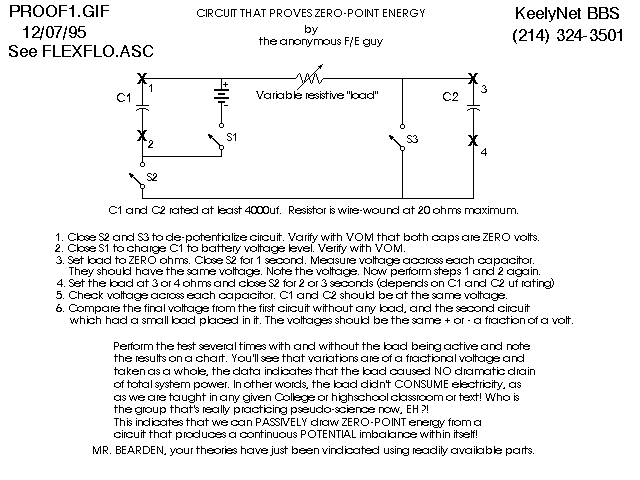 PROOF1.GIF
12/07/95
See FLEXFLO.ASC
CIRCUIT THAT PROVES ZERO-POINT ENERGY
by
the anonymous F/E guy
KeelyNet BBS
(214) 324-3501
X
1
C1
+
-
Variable resistive "load"
C2
X
3
X
2
S1
S3
X
4
S2
C1 and C2 rated at least 4000uf. Resistor is wire-wound at 20 ohms maximum.
1. Close S2 and S3 to de-potentialize circuit. Varify with VOM that both caps are ZERO volts.
2. Close S1 to charge C1 to battery voltage level. Verify with VOM.
3. Set load to ZERO ohms. Close S2 for 1 second. Measure voltage accross each capacitor.
They should have the same voltage. Note the voltage. Now perform steps 1 and 2 again.
4. Set the load at 3 or 4 ohms and close S2 for 2 or 3 seconds (depends on C1 and C2 uf rating)
5. Check voltage across each capacitor. C1 and C2 should be at the same voltage.
6. Compare the final voltage from the first circuit without any load, and the second circuit
which had a small load placed in it. The voltages should be the same + or - a fraction of a volt.
Perform the test several times with and without the load being active and note
the results on a chart. You'll see that variations are of a fractional voltage and
taken as a whole, the data indicates that the load caused NO dramatic drain
of total system power. In other words, the load didn't CONSUME electricity, as
as we are taught in any given College or highschool classroom or text! Who is
the group that's really practicing pseudo-science now, EH?!
This indicates that we can PASSIVELY draw ZERO-POINT energy from a
circuit that produces a continuous POTENTIAL imbalance within itself!
MR. BEARDEN, your theories have just been vindicated using readily available parts.